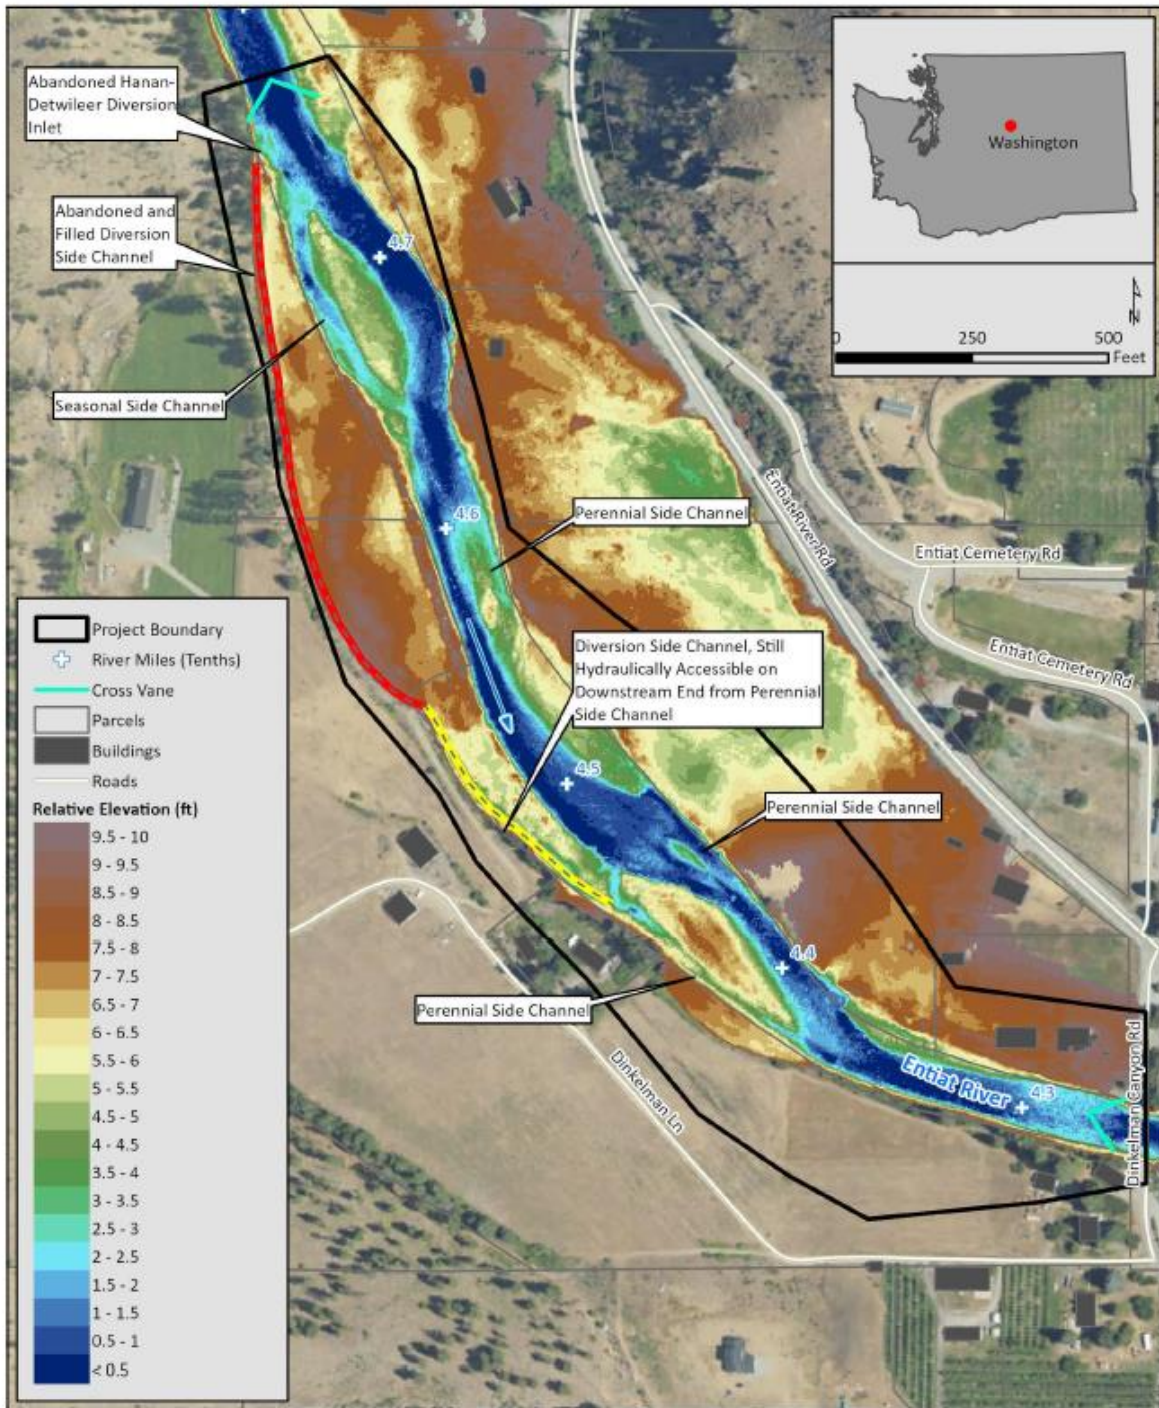 Abandoned Hanan-
Detwileer Diversion
Inlet
Abandoned and
Filled Diversion
Side Channel
Seasonal Side Channel
Washington
N
0 250 500
Feet
4.7
4.6
Perennial Side Channel
Entiat River Rd
Entiat Cemetery Rd
Entiat Cemetery Rd
Diversion Side Channel, Still
Hydraulically Accessible on
Downstream End from Perennial
Side Channel
4.5
Perennial Side Channel
4.4
Perennial Side Channel
Dinkelman Ln
Entiat River
4.3
Dinkelman Canyon Rd
Project Boundary
River Miles (Tenths)
Cross Vane
Parcels
Buildings
Roads
Relative Elevation (ft)
9.5 - 10
9 - 9.5
8.5 - 9
8 - 8.5
7.5 - 8
7 - 7.5
6.5 - 7
6 - 6.5
5.5 - 6
5 - 5.5
4.5 - 5
4 - 4.5
3.5 - 4
3 - 3.5
2.5 - 3
2 - 2.5
1.5 - 2
1 - 1.5
0.5 - 1
< 0.5